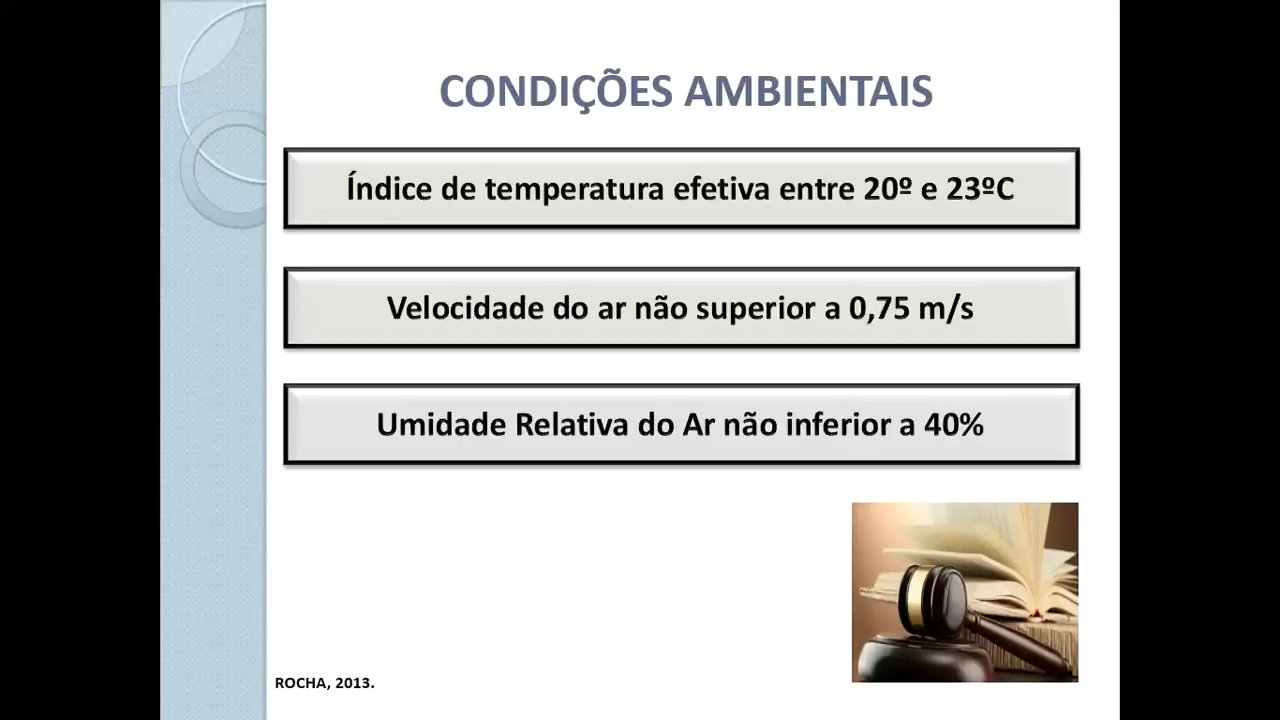 CONDIÇÕES AMBIENTAIS
Índice de temperatura efetiva entre 20º e 23ºC
Velocidade do ar não superior a 0,75 m/s
Umidade Relativa do Ar não inferior a 40%
ROCHA, 2013.